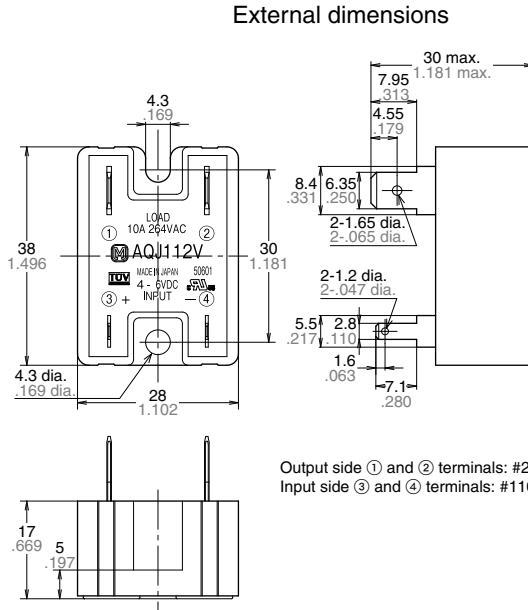 External dimensions
30 max.
1.181 max.
7.95
.313
4.55
.179
4.3
.169
8.4
.331
6.35
.250
2-1.65 dia.
2-.065 dia.
LOAD
10A 264VAC
① ②
AQJ112V
38
1.496
30
1.181
TÜV
MADE IN JAPAN
50601
4 - 6VDC
INPUT
③ + − ④
2-1.2 dia.
2-.047 dia.
5.5
.217
2.8
.110
1.6
.063
7.1
.280
4.3 dia.
.169 dia.
28
1.102
Output side ① and ② terminals: #2
Input side ③ and ④ terminals: #11
17
.669
5
.197